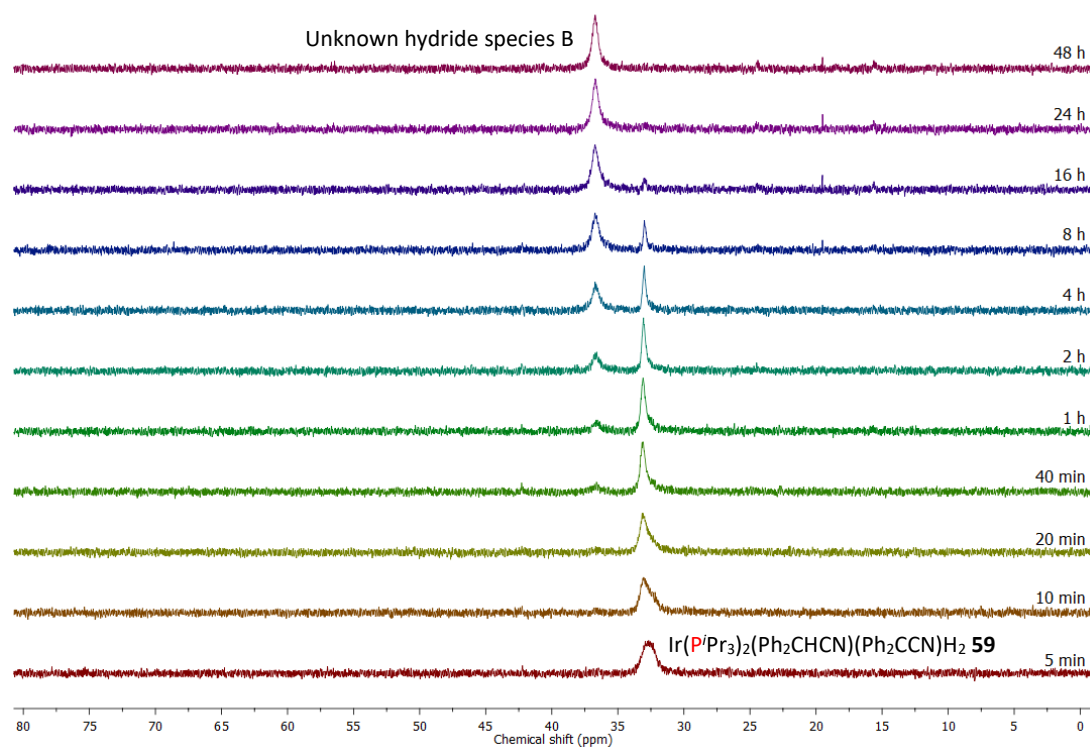 Unknown hydride species B
48 h
24 h
16 h
8 h
4 h
2 h
1 h
40 min
20 min
10 min
Ir(PⁱPr₃)₂(Ph₂CHCN)(Ph₂CCN)H₂ 59
5 min
80 75 70 65 60 55 50 45 40 35 30 25 20 15 10 5 0
Chemical shift (ppm)